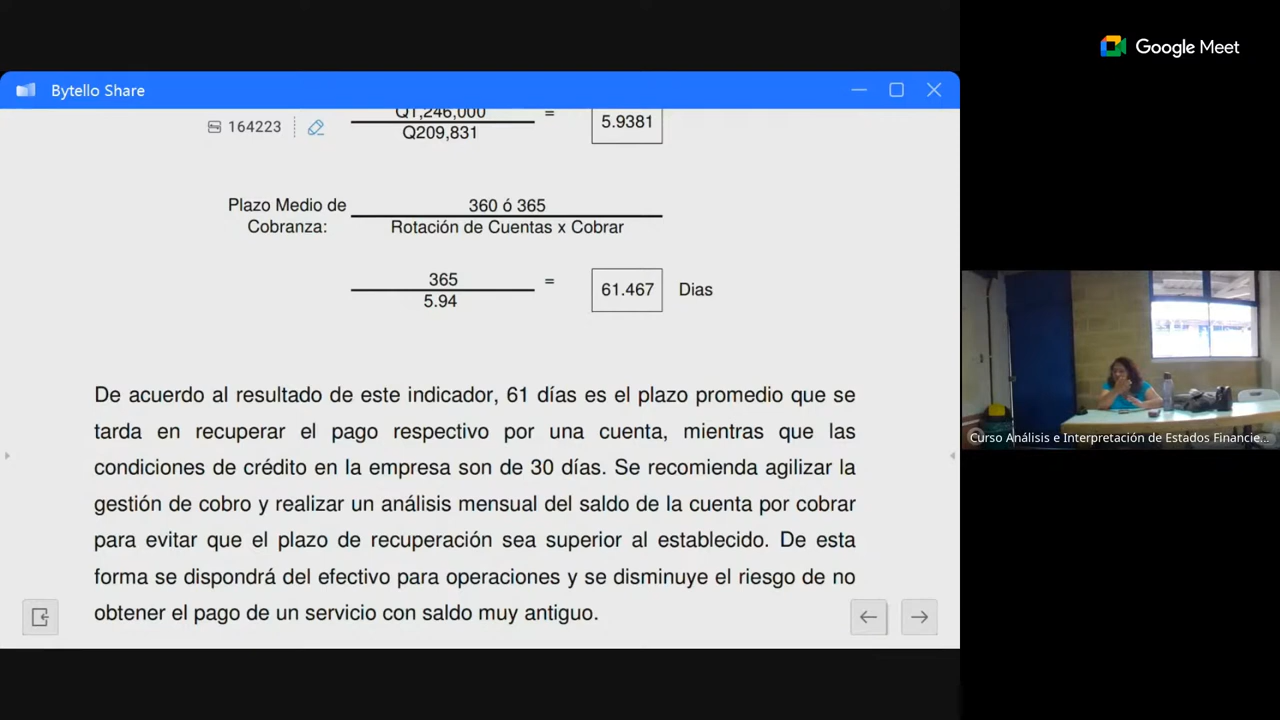 Google Meet
Bytello Share
Q1,246,000
=
5.9381
164223
Q209,831
Plazo Medio de
Cobranza:
360 ó 365
Rotación de Cuentas x Cobrar
365
=
61.467
Dias
5.94
De acuerdo al resultado de este indicador, 61 días es el plazo promedio que se
tarda en recuperar el pago respectivo por una cuenta, mientras que las
condiciones de crédito en la empresa son de 30 días. Se recomienda agilizar la
gestión de cobro y realizar un análisis mensual del saldo de la cuenta por cobrar
para evitar que el plazo de recuperación sea superior al establecido. De esta
forma se dispondrá del efectivo para operaciones y se disminuye el riesgo de no
obtener el pago de un servicio con saldo muy antiguo.
Curso Análisis e Interpretación de Estados Financie...